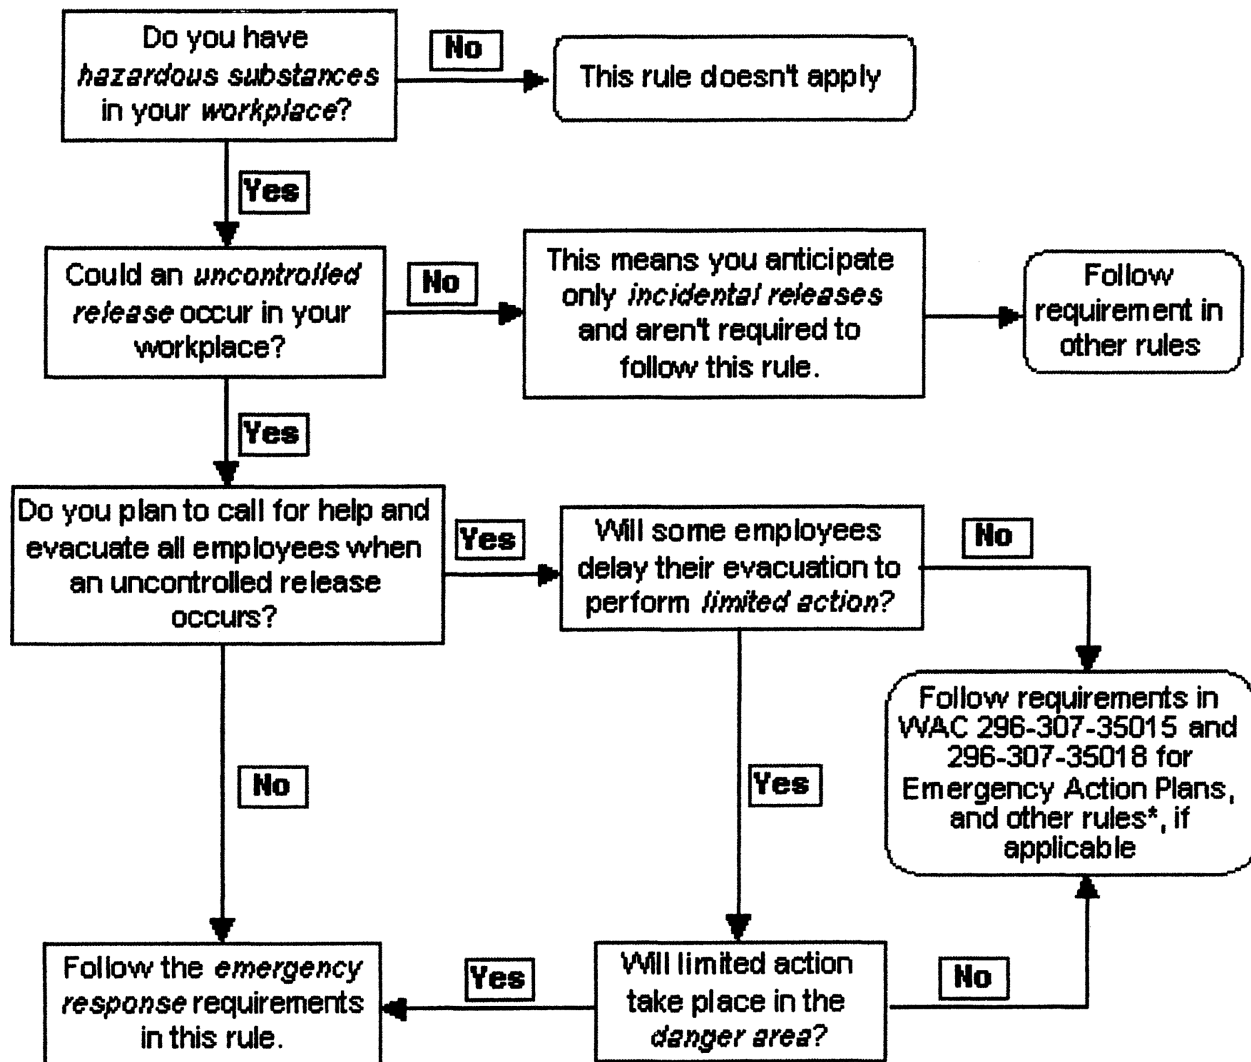 Do you have
hazardous substances
in your workplace?
No
This rule doesn't apply
Yes
Could an uncontrolled
release occur in your
workplace?
No
This means you anticipate
only incidental releases
and aren't required to
follow this rule.
Follow
requirement in
other rules
Yes
Do you plan to call for help and
evacuate all employees when
an uncontrolled release
occurs?
Yes
Will some employees
delay their evacuation to
perform limited action?
No
Follow requirements in
WAC 296-307-35015 and
296-307-35018 for
Emergency Action Plans,
and other rules*, if
applicable
No
Yes
Follow the emergency
response requirements
in this rule.
Yes
Will limited action
take place in the
danger area?
No